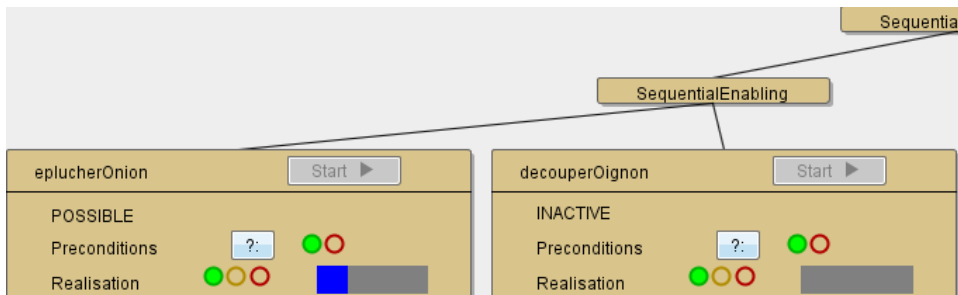 Sequentia
SequentialEnabling
eplucherOnion Start
POSSIBLE
Preconditions ?:
Realisation
decouperOignon Start
INACTIVE
Preconditions ?:
Realisation